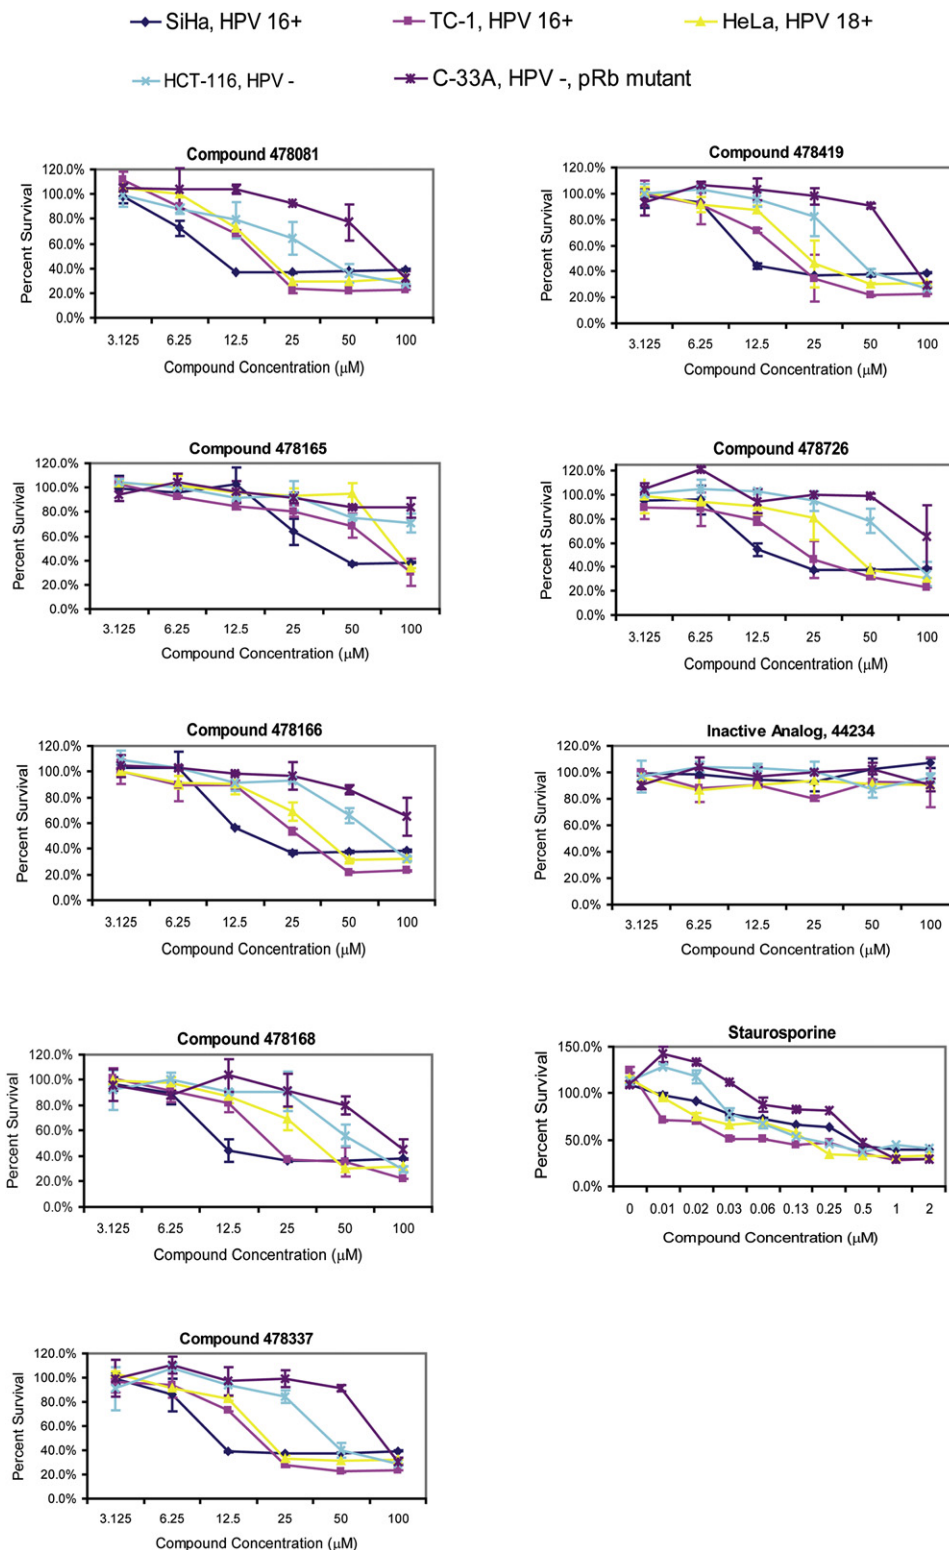 SiHa, HPV 16+ TC-1, HPV 16+ HeLa, HPV 18+
HCT-116, HPV - C-33A, HPV -, pRb mutant
Compound 478081
Percent Survival
120.0%
100.0%
80.0%
60.0%
40.0%
20.0%
0.0%
3.125 6.25 12.5 25 50 100
Compound Concentration (μM)
Compound 478419
Percent Survival
120.0%
100.0%
80.0%
60.0%
40.0%
20.0%
0.0%
3.125 6.25 12.5 25 50 100
Compound Concentration (μM)
Compound 478165
Percent Survival
120.0%
100.0%
80.0%
60.0%
40.0%
20.0%
0.0%
3.125 6.25 12.5 25 50 100
Compound Concentration (μM)
Compound 478726
Percent Survival
120.0%
100.0%
80.0%
60.0%
40.0%
20.0%
0.0%
3.125 6.25 12.5 25 50 100
Compound Concentration (μM)
Compound 478166
Percent Survival
120.0%
100.0%
80.0%
60.0%
40.0%
20.0%
0.0%
3.125 6.25 12.5 25 50 100
Compound Concentration (μM)
Inactive Analog, 44234
Percent Survival
120.0%
100.0%
80.0%
60.0%
40.0%
20.0%
0.0%
3.125 6.25 12.5 25 50 100
Compound Concentration (μM)
Compound 478168
Percent Survival
120.0%
100.0%
80.0%
60.0%
40.0%
20.0%
0.0%
3.125 6.25 12.5 25 50 100
Compound Concentration (μM)
Staurosporine
Percent Survival
150.0%
100.0%
50.0%
0.0%
0 0.01 0.02 0.03 0.06 0.13 0.25 0.5 1 2
Compound Concentration (μM)
Compound 478337
Percent Survival
120.0%
100.0%
80.0%
60.0%
40.0%
20.0%
0.0%
3.125 6.25 12.5 25 50 100
Compound Concentration (μM)